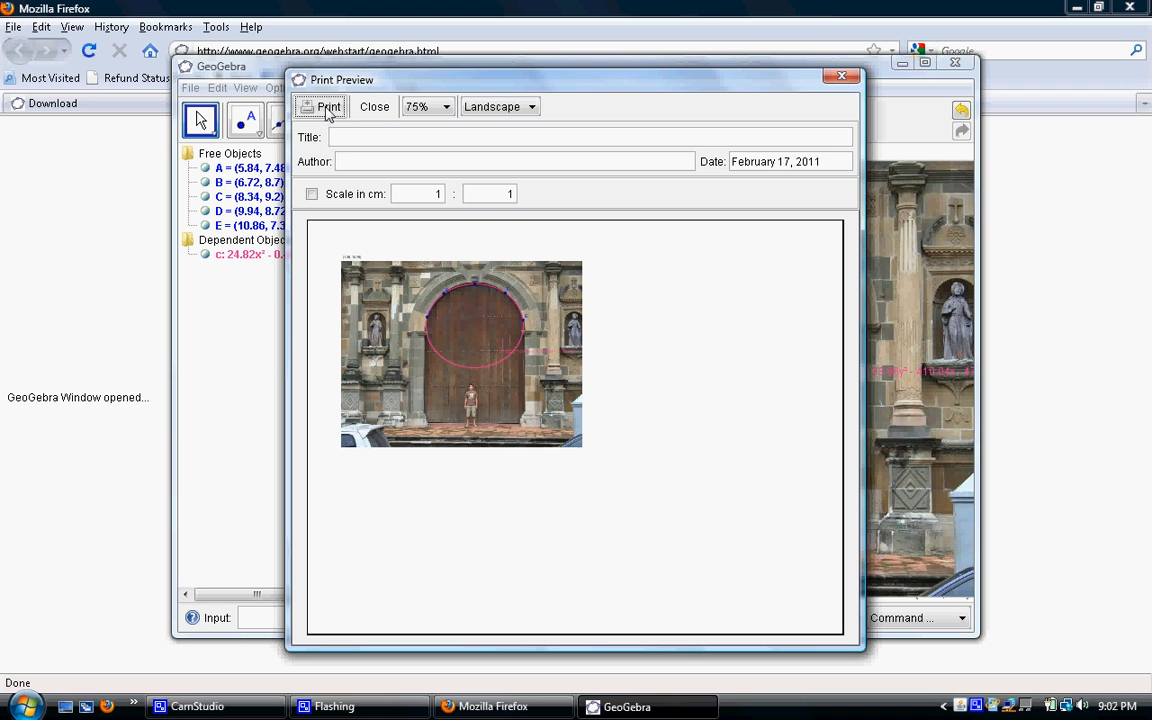 Mozilla Firefox
File Edit View History Bookmarks Tools Help
http://www.geogebra.org/webstart/geogebra.html
Google
Most Visited Refund Status
Download
GeoGebra
File Edit View
Free Objects
A = (5.84, 7.48
B = (6.72, 8.7)
C = (8.34, 9.2)
D = (9.94, 8.72
E = (10.86, 7.3
Dependent Objec
c: 24.82x² - 0.
GeoGebra Window opened...
Input:
Command ...
Print Preview
Print Close 75% Landscape
Title:
Author: Date: February 17, 2011
Scale in cm: 1 : 1
Done
CamStudio Flashing Mozilla Firefox GeoGebra 9:02 PM